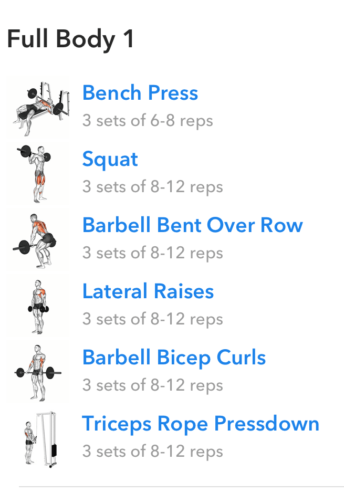 Full Body 1
Bench Press
3 sets of 6-8 reps
Squat
3 sets of 8-12 reps
Barbell Bent Over Row
3 sets of 8-12 reps
Lateral Raises
3 sets of 8-12 reps
Barbell Bicep Curls
3 sets of 8-12 reps
Triceps Rope Pressdown
3 sets of 8-12 reps